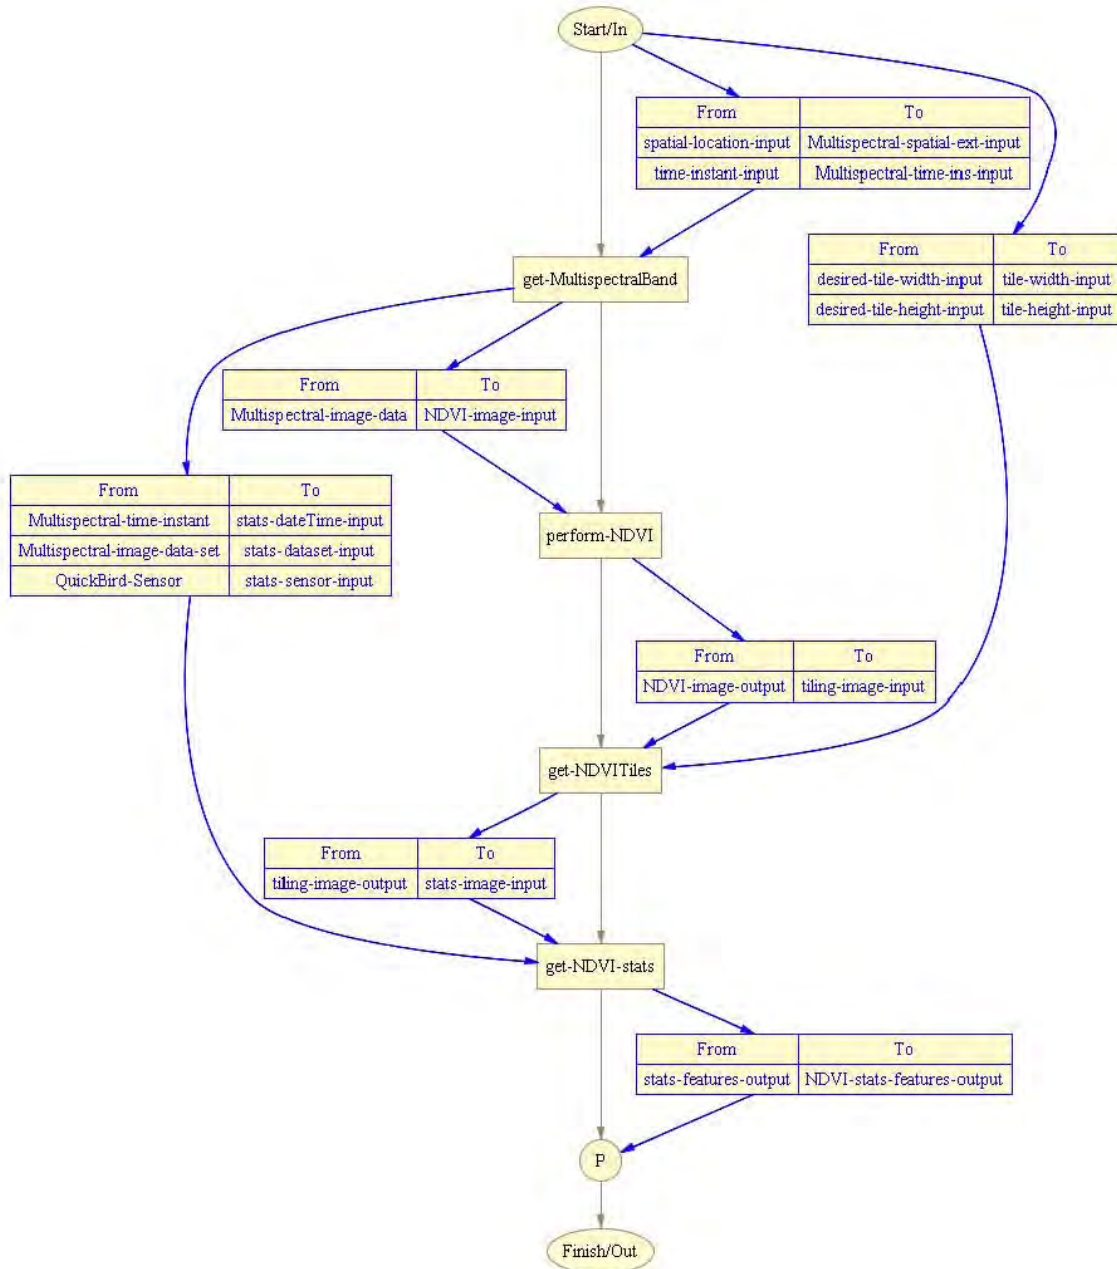 Start/In
From To
spatial-location-input Multispectral-spatial-ext-input
time-instant-input Multispectral-time-ins-input
From To
desired-tile-width-input tile-width-input
desired-tile-height-input tile-height-input
get-MultispectralBand
From To
Multispectral-image-data NDVI-image-input
From To
Multispectral-time-instant stats-dateTime-input
Multispectral-image-data-set stats-dataset-input
QuickBird-Sensor stats-sensor-input
perform-NDVI
From To
NDVI-image-output tiling-image-input
get-NDVITiles
From To
tiling-image-output stats-image-input
get-NDVI-stats
From To
stats-features-output NDVI-stats-features-output
P
Finish/Out